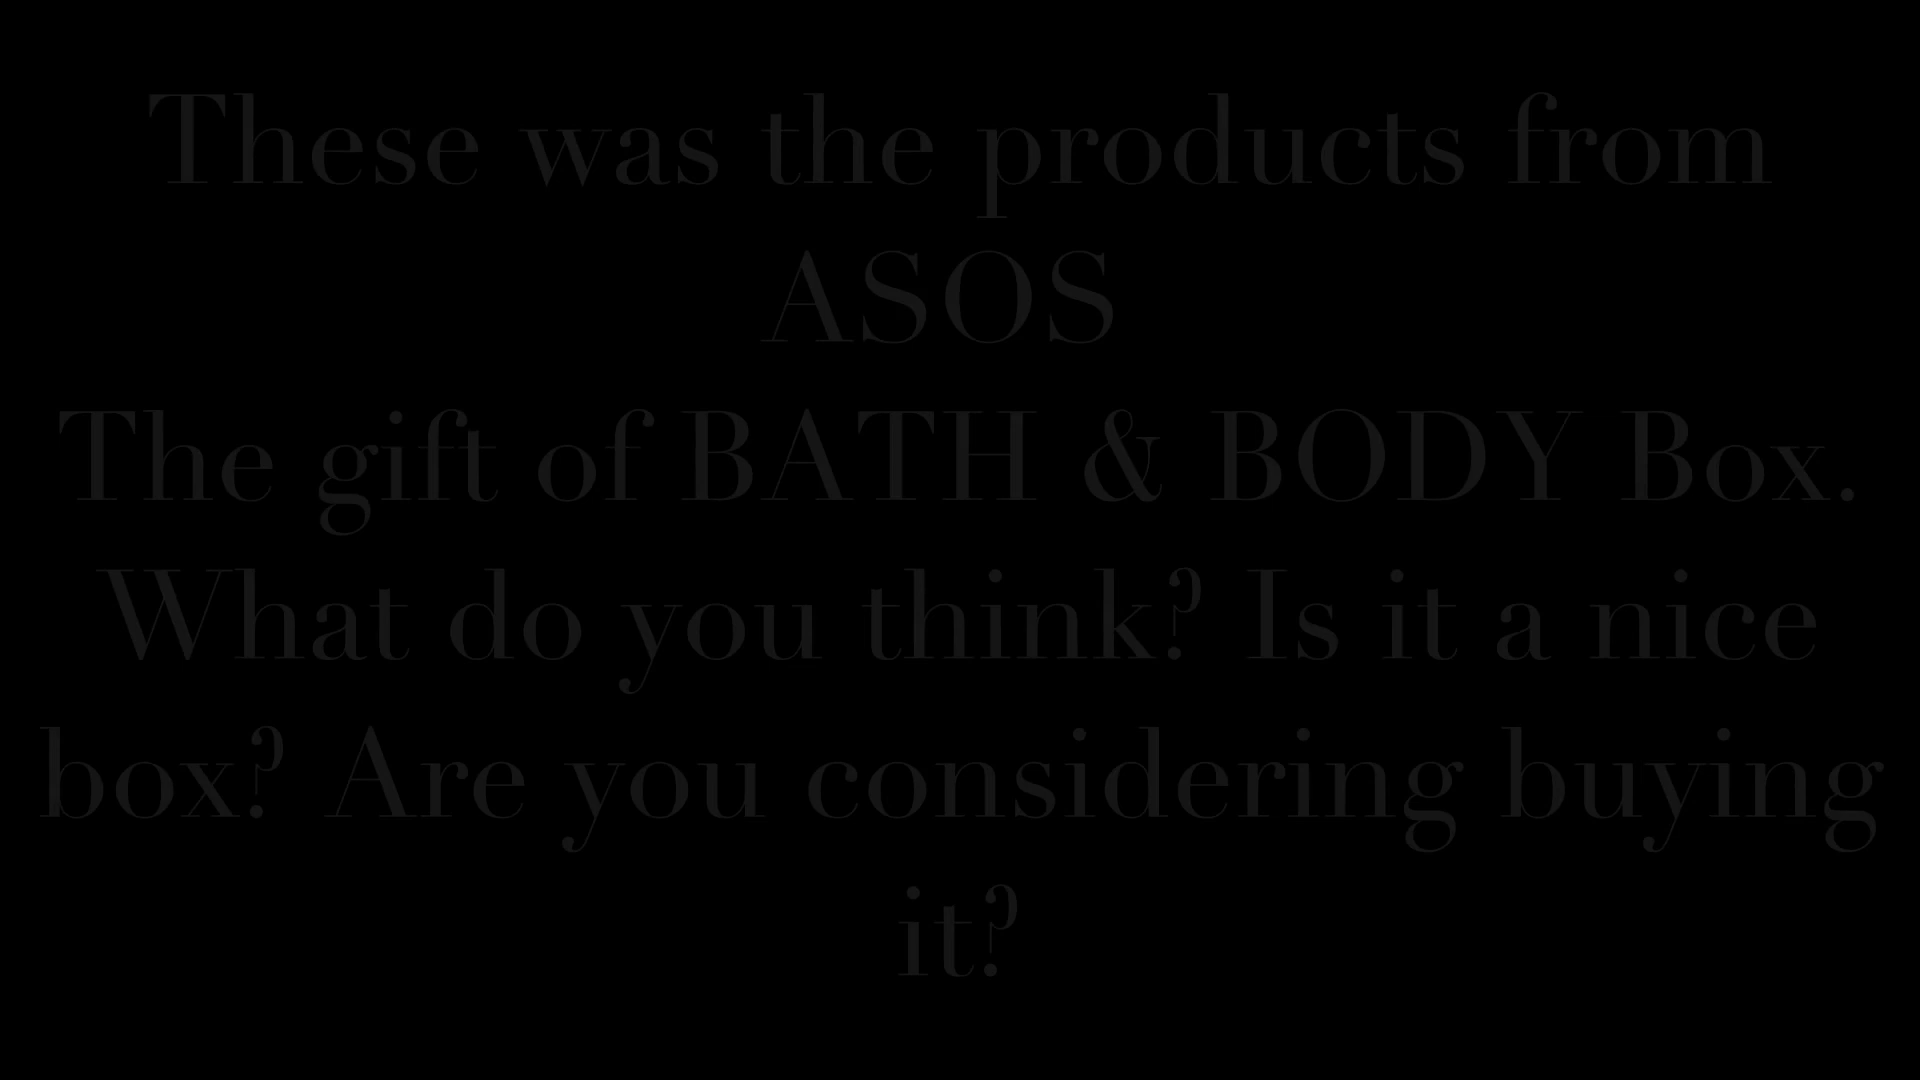 These was the products from
ASOS
The gift of BATH & BODY Box.
What do you think? Is it a nice
box? Are you considering buying
it?